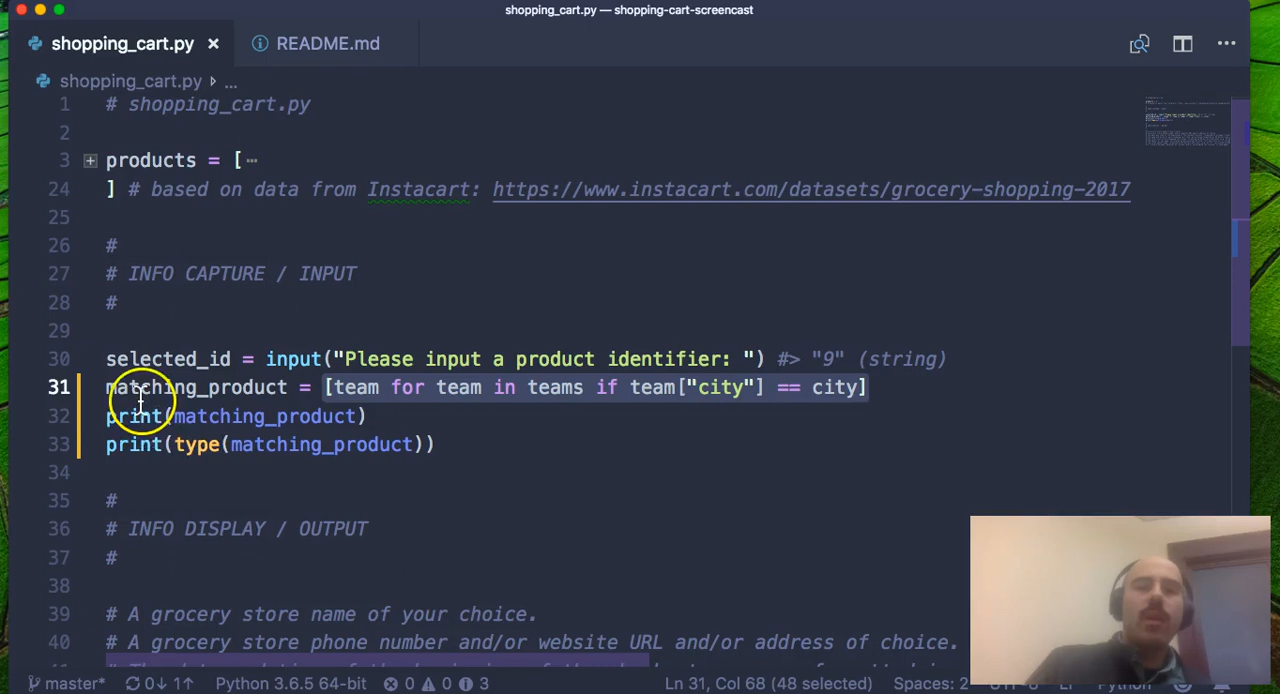 shopping_cart.py — shopping-cart-screencast
shopping_cart.py × README.md
shopping_cart.py > ...
1 # shopping_cart.py
2
3 products = [ ...
24 ] # based on data from Instacart: https://www.instacart.com/datasets/grocery-shopping-2017
25
26 #
27 # INFO CAPTURE / INPUT
28 #
29
30 selected_id = input("Please input a product identifier: ") #> "9" (string)
31 matching_product = [team for team in teams if team["city"] == city]
32 print(matching_product)
33 print(type(matching_product))
34
35 #
36 # INFO DISPLAY / OUTPUT
37 #
38
39 # A grocery store name of your choice.
40 # A grocery store phone number and/or website URL and/or address of choice.
master* 0↓ 1↑ Python 3.6.5 64-bit 0 0 3 Ln 31, Col 68 (48 selected) Spaces: 2